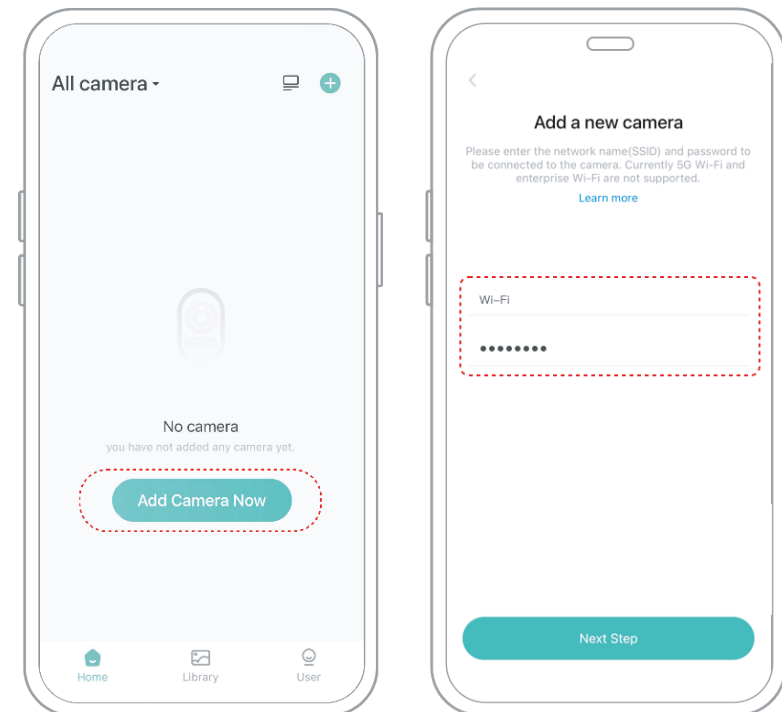 All camera
No camera
you have not added any camera yet.
Add Camera Now
Home
Library
User
Add a new camera
Please enter the network name(SSID) and password to
be connected to the camera. Currently 5G Wi-Fi and
enterprise Wi-Fi are not supported.
Learn more
Wi–Fi
••••••••
Next Step